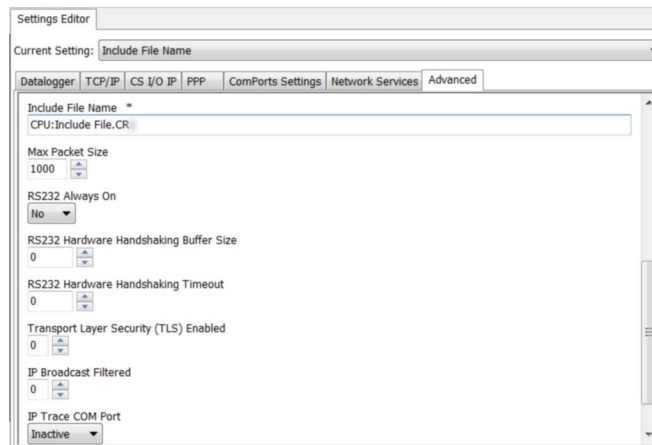 Settings Editor
Current Setting: Include File Name
Datalogger TCP/IP CS I/O IP PPP ComPorts Settings Network Services Advanced
Include File Name *
CPU:Include File.CR
Max Packet Size
1000
RS232 Always On
No
RS232 Hardware Handshaking Buffer Size
0
RS232 Hardware Handshaking Timeout
0
Transport Layer Security (TLS) Enabled
0
IP Broadcast Filtered
0
IP Trace COM Port
Inactive